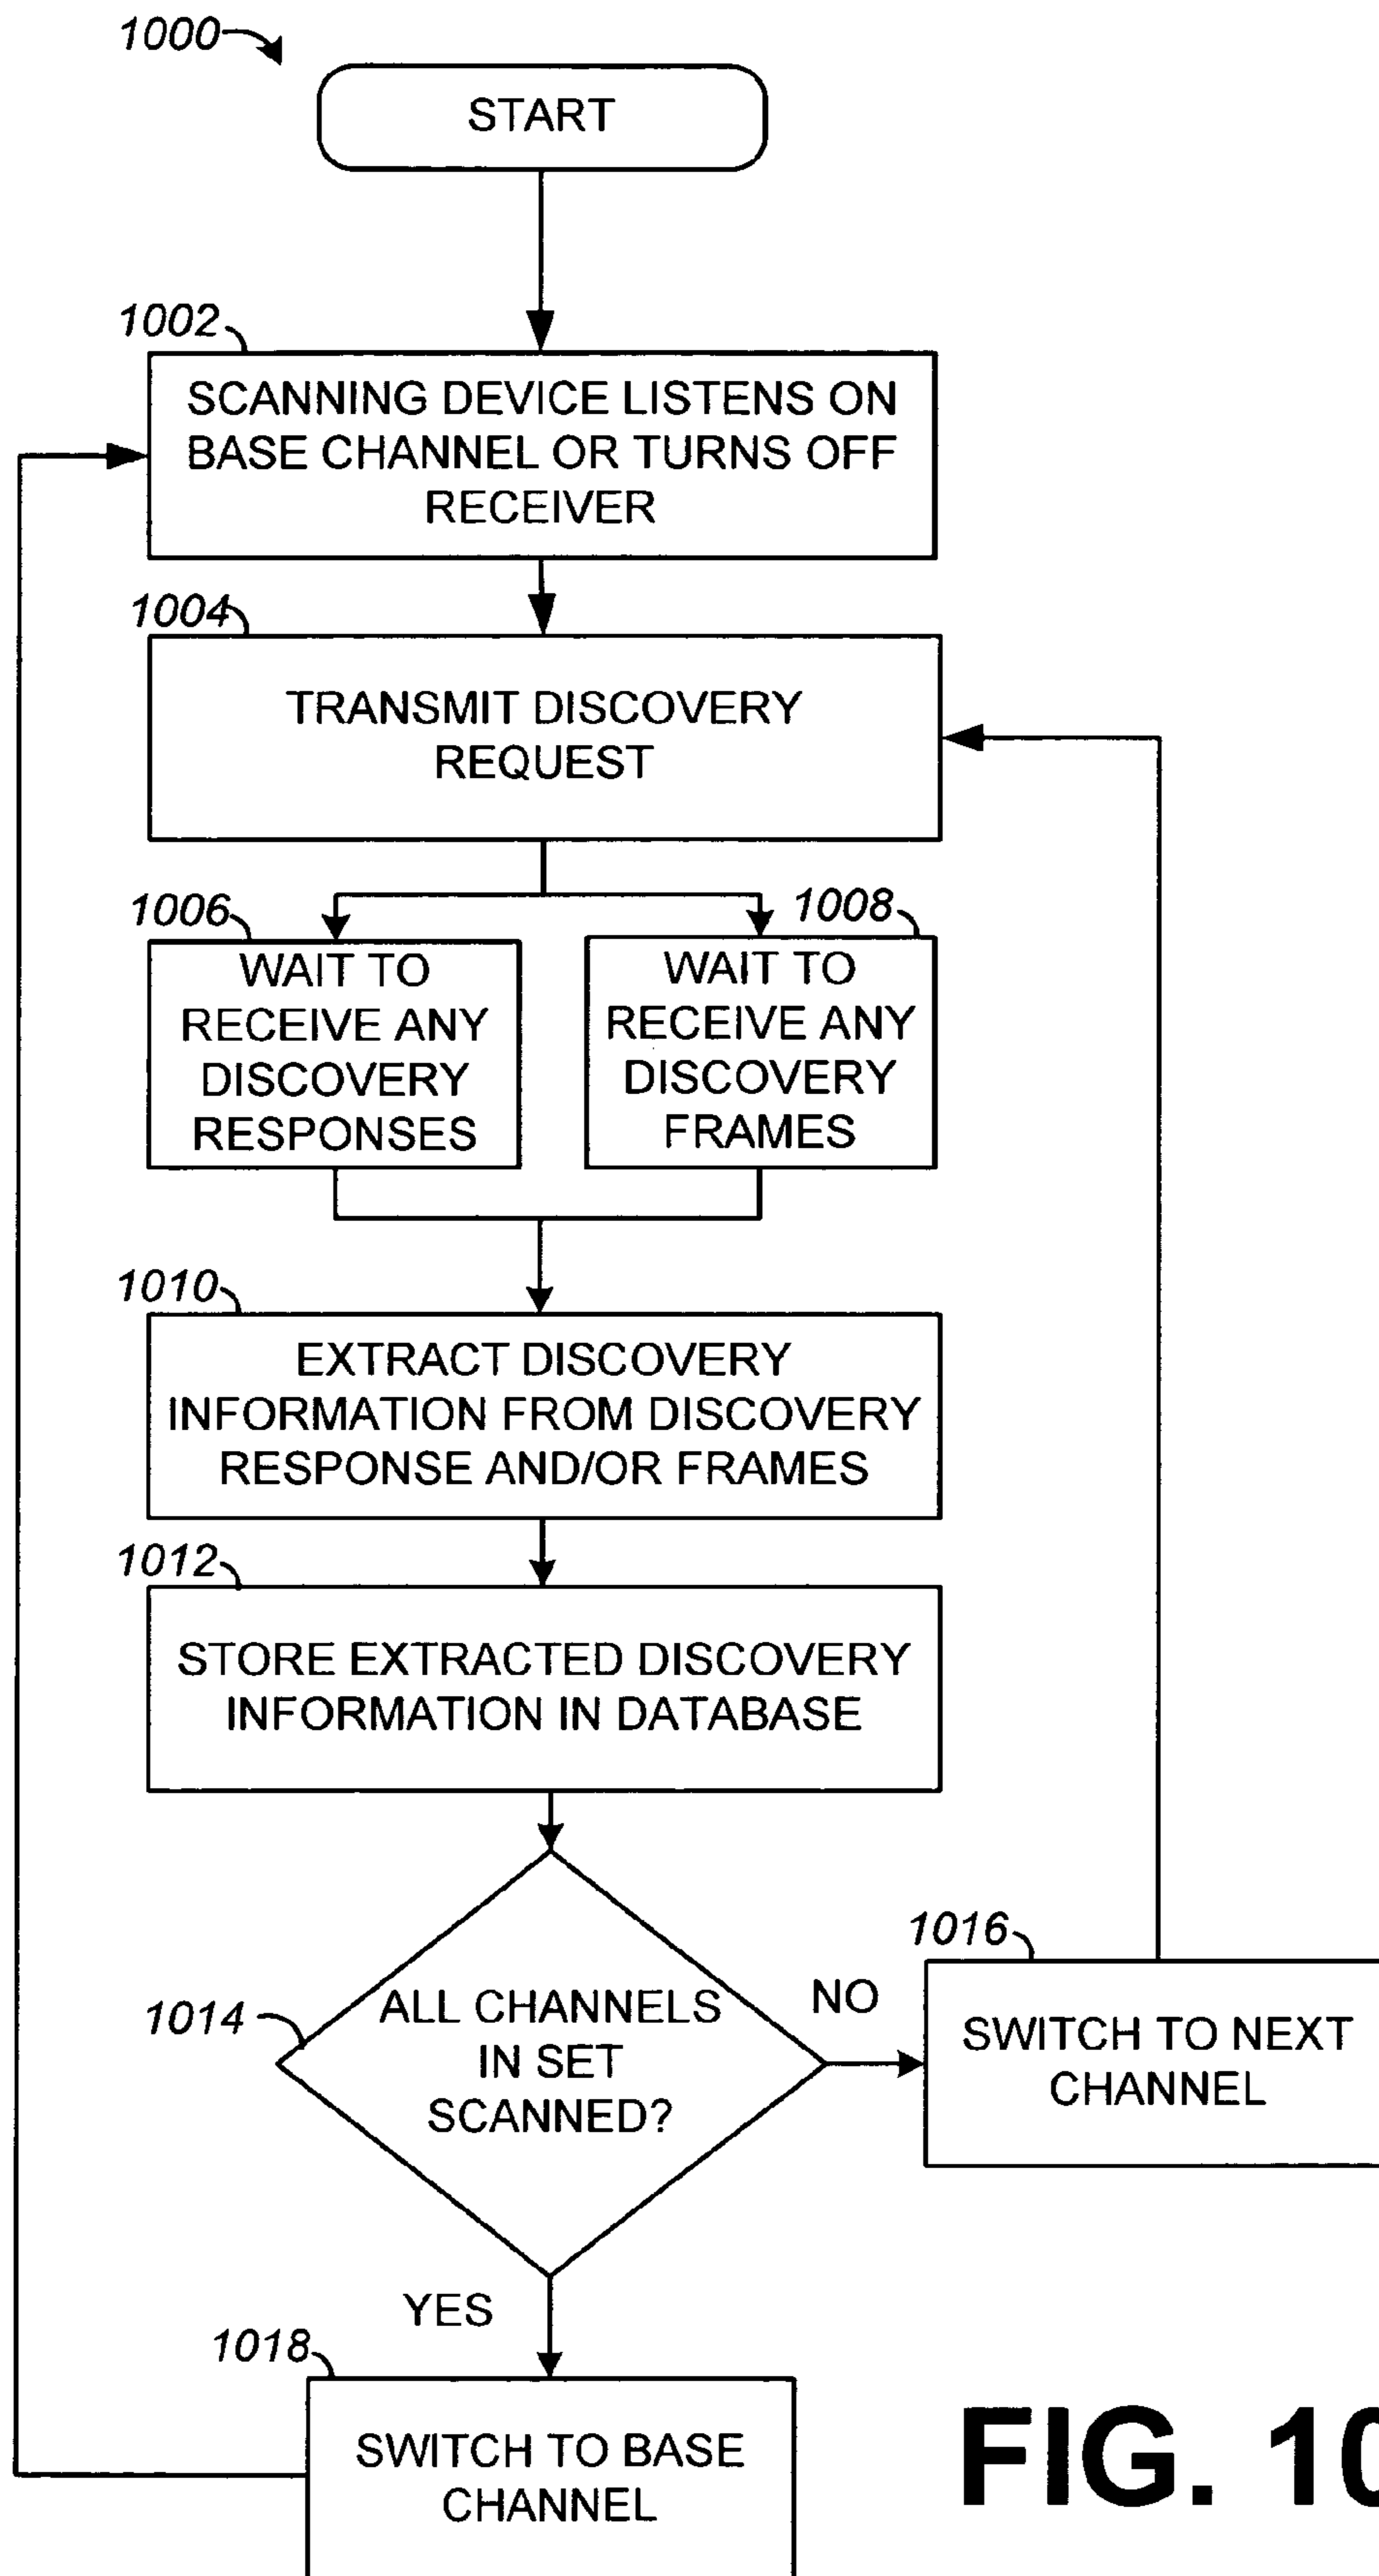 1000
START
1002
SCANNING DEVICE LISTENS ON
BASE CHANNEL OR TURNS OFF
RECEIVER
1004
TRANSMIT DISCOVERY
REQUEST
1006
WAIT TO
RECEIVE ANY
DISCOVERY
RESPONSES
1008
WAIT TO
RECEIVE ANY
DISCOVERY
FRAMES
1010
EXTRACT DISCOVERY
INFORMATION FROM DISCOVERY
RESPONSE AND/OR FRAMES
1012
STORE EXTRACTED DISCOVERY
INFORMATION IN DATABASE
1014
ALL CHANNELS
IN SET
SCANNED?
NO
1016
SWITCH TO NEXT
CHANNEL
YES
1018
SWITCH TO BASE
CHANNEL
FIG. 10